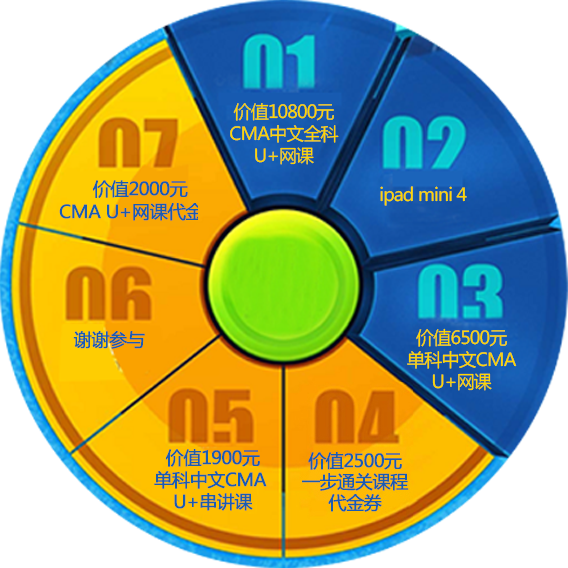 01
价值10800元
CMA中文全科
U+网课
02
ipad mini 4
03
价值6500元
单科中文CMA
U+网课
04
价值2500元
一步通关课程
代金券
05
价值1900元
单科中文CMA
U+串讲课
06
谢谢参与
07
价值2000元
CMA U+网课代金